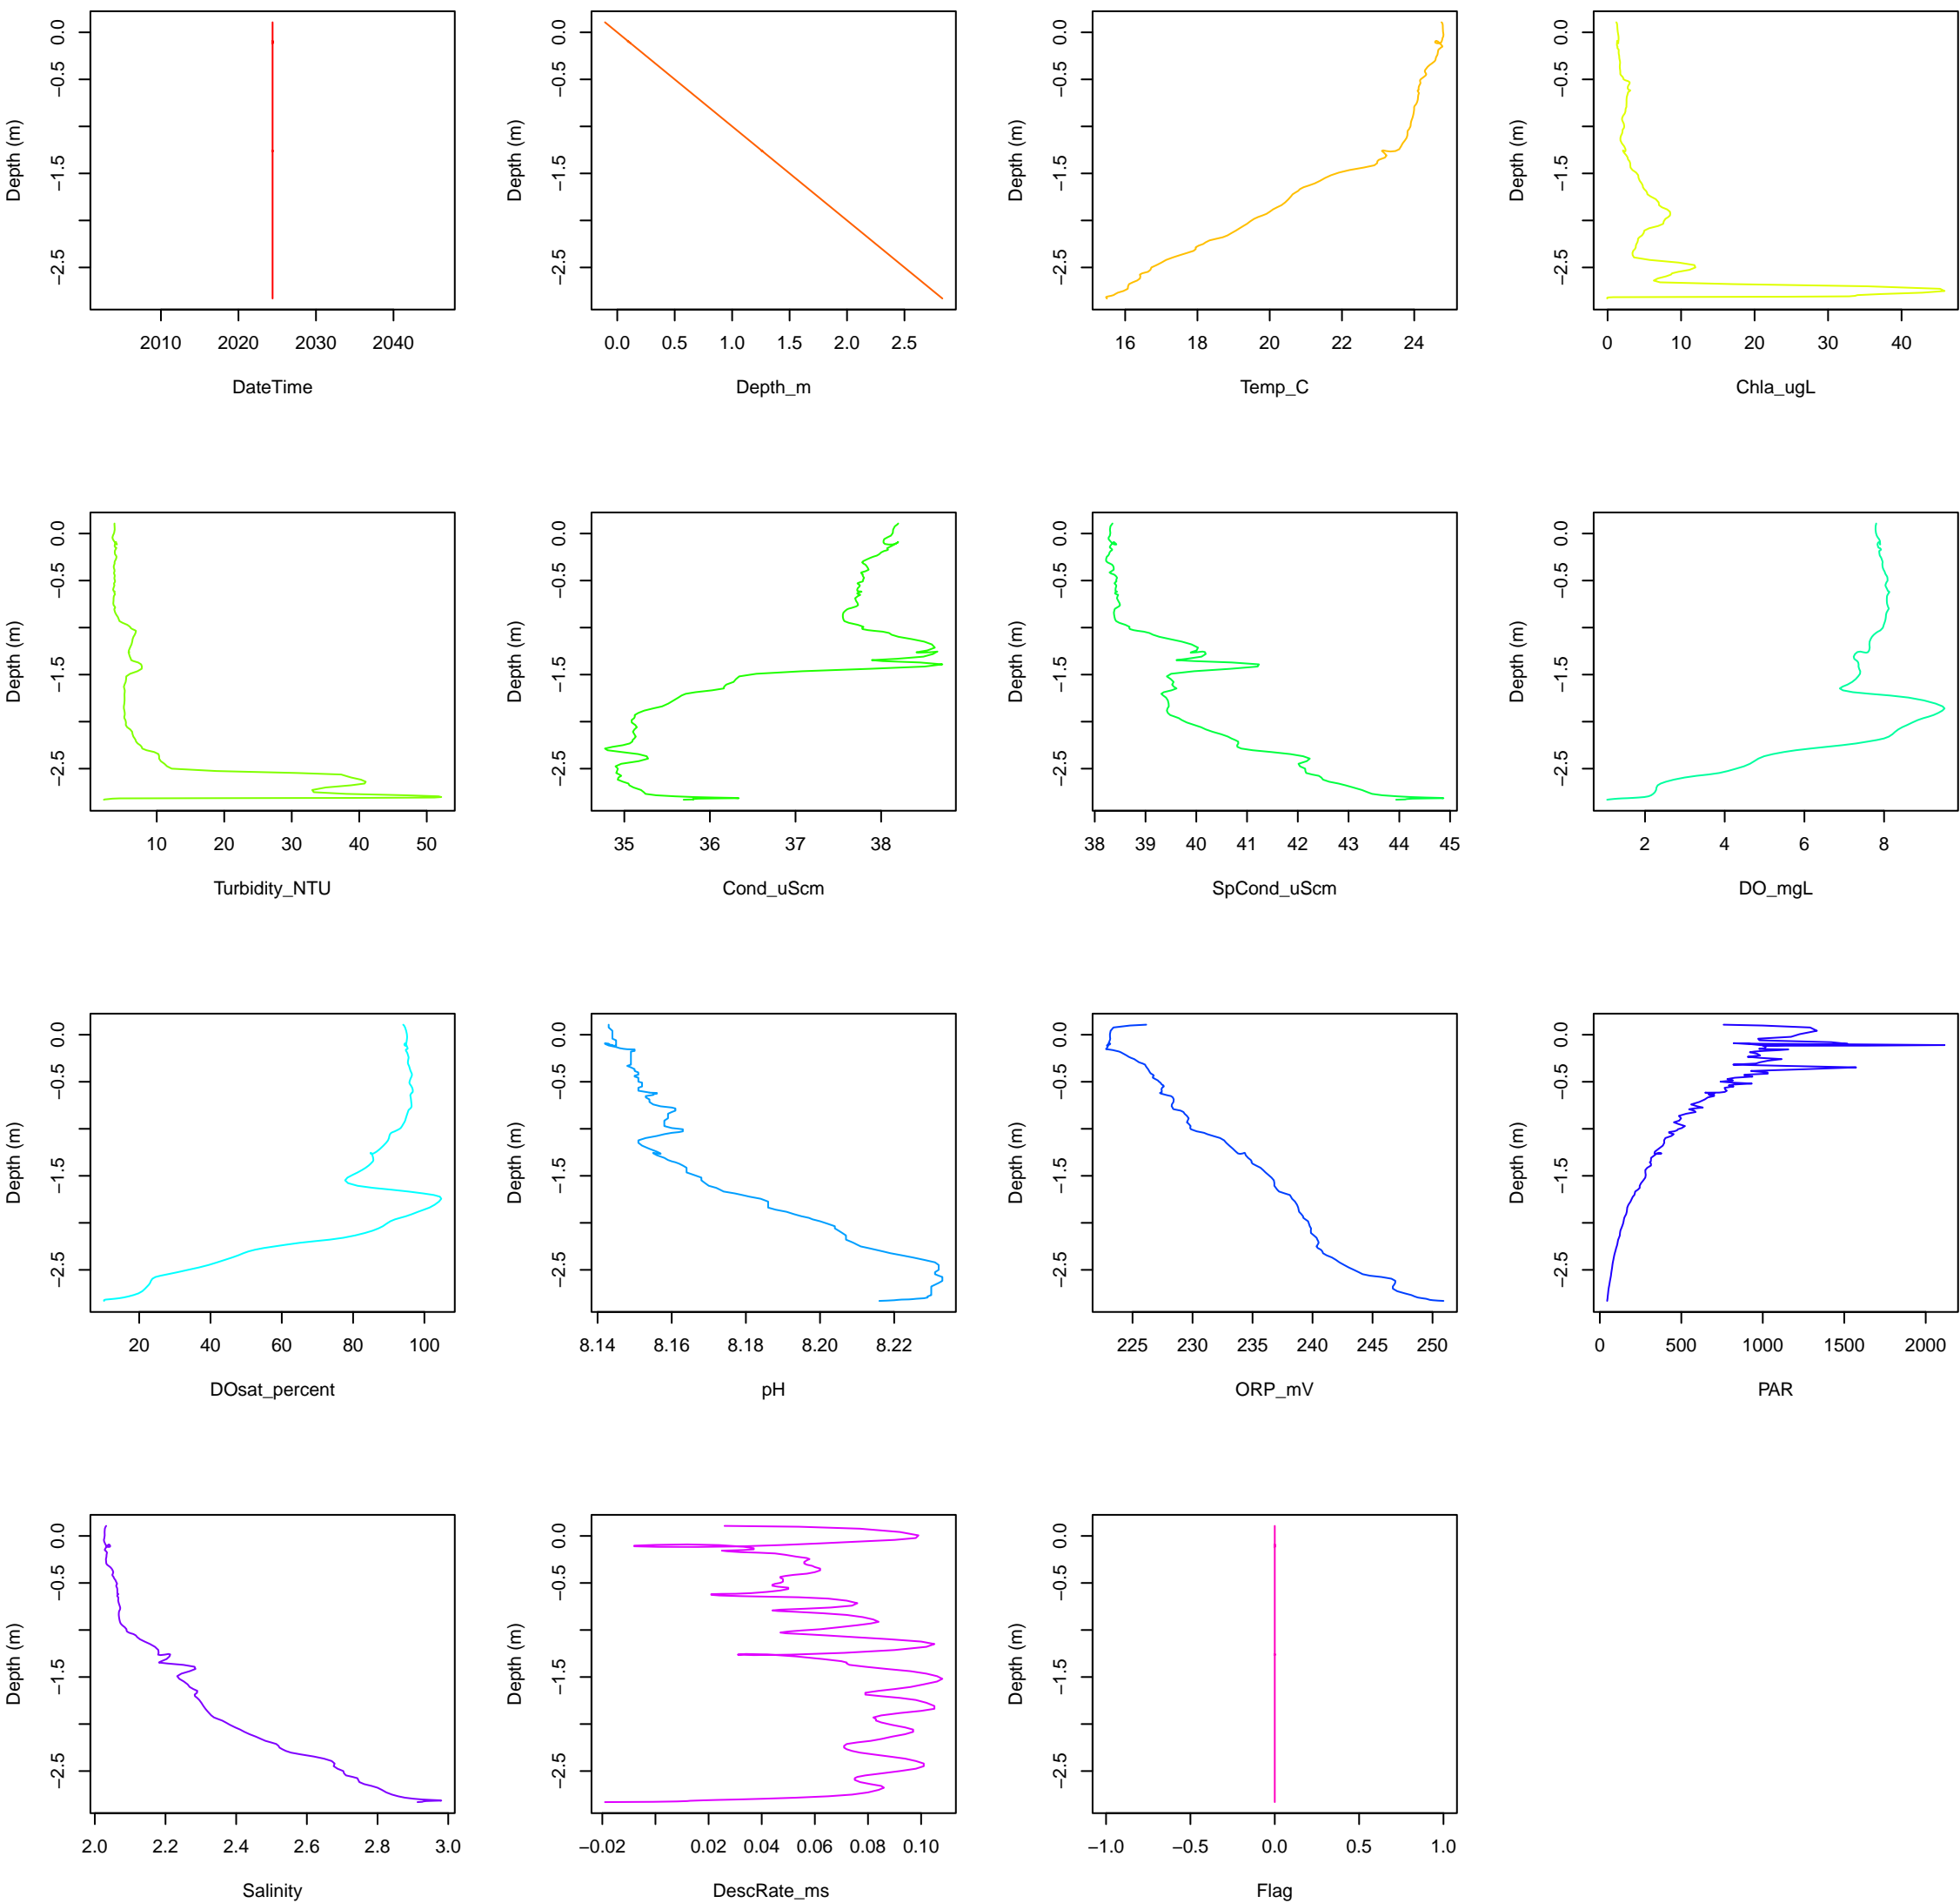 0.0 0.0 0.0 0.0
−0.5 −0.5 −0.5 −0.5
Depth (m) Depth (m) Depth (m) Depth (m)
−1.5 −1.5 −1.5 −1.5
−2.5 −2.5 −2.5 −2.5
2010 2020 2030 2040 0.0 0.5 1.0 1.5 2.0 2.5 16 18 20 22 24 0 10 20 30 40
DateTime Depth_m Temp_C Chla_ugL
0.0 0.0 0.0 0.0
−0.5 −0.5 −0.5 −0.5
Depth (m) Depth (m) Depth (m) Depth (m)
−1.5 −1.5 −1.5 −1.5
−2.5 −2.5 −2.5 −2.5
10 20 30 40 50 35 36 37 38 38 39 40 41 42 43 44 45 2 4 6 8
Turbidity_NTU Cond_uScm SpCond_uScm DO_mgL
0.0 0.0 0.0 0.0
−0.5 −0.5 −0.5 −0.5
Depth (m) Depth (m) Depth (m) Depth (m)
−1.5 −1.5 −1.5 −1.5
−2.5 −2.5 −2.5 −2.5
20 40 60 80 100 8.14 8.16 8.18 8.20 8.22 225 230 235 240 245 250 0 500 1000 1500 2000
DOsat_percent pH ORP_mV PAR
0.0 0.0 0.0
−0.5 −0.5 −0.5
Depth (m) Depth (m) Depth (m)
−1.5 −1.5 −1.5
−2.5 −2.5 −2.5
2.0 2.2 2.4 2.6 2.8 3.0 −0.02 0.02 0.04 0.06 0.08 0.10 −1.0 −0.5 0.0 0.5 1.0
Salinity DescRate_ms Flag